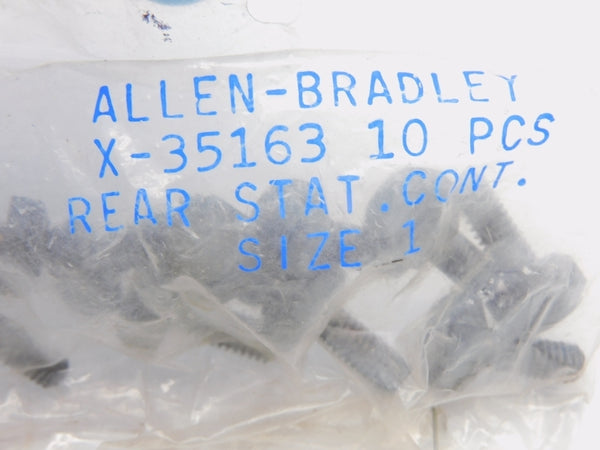 ALLEN-BRADLEY
X-35163 10 PCS
REAR STAT.CONT.
SIZE 1